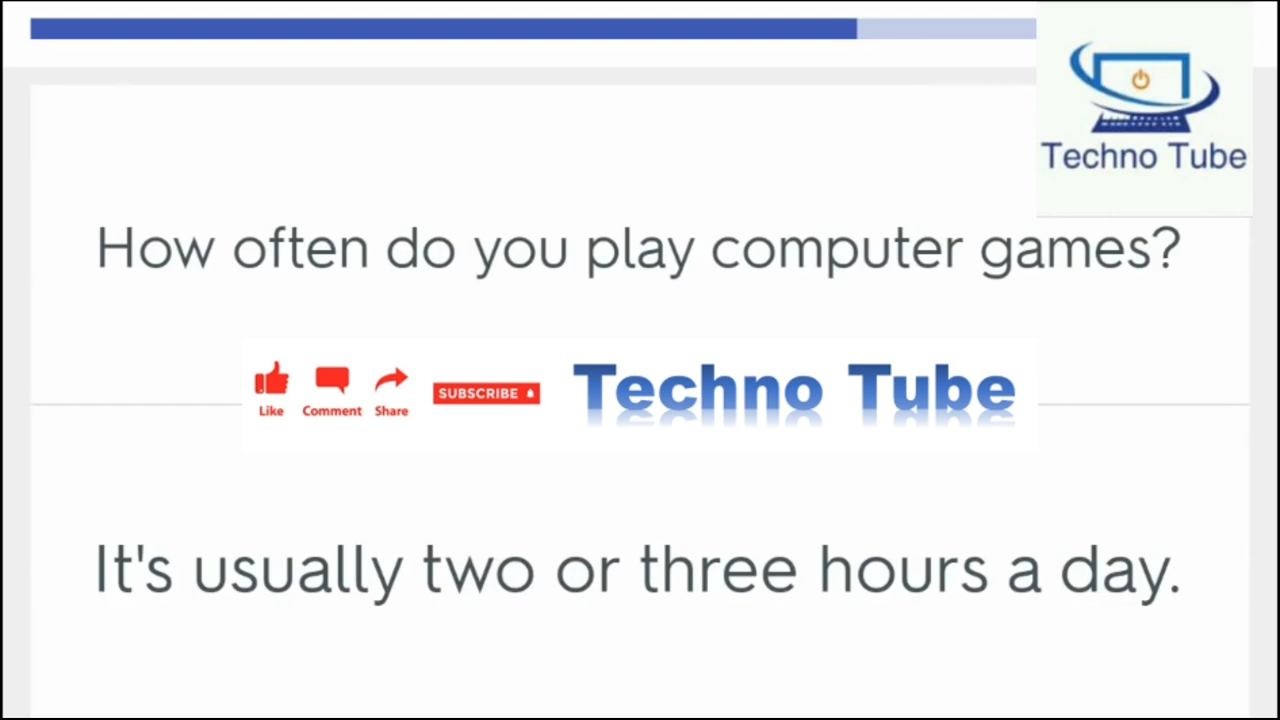 Techno Tube
How often do you play computer games?
Like Comment Share SUBSCRIBE Techno Tube
It's usually two or three hours a day.